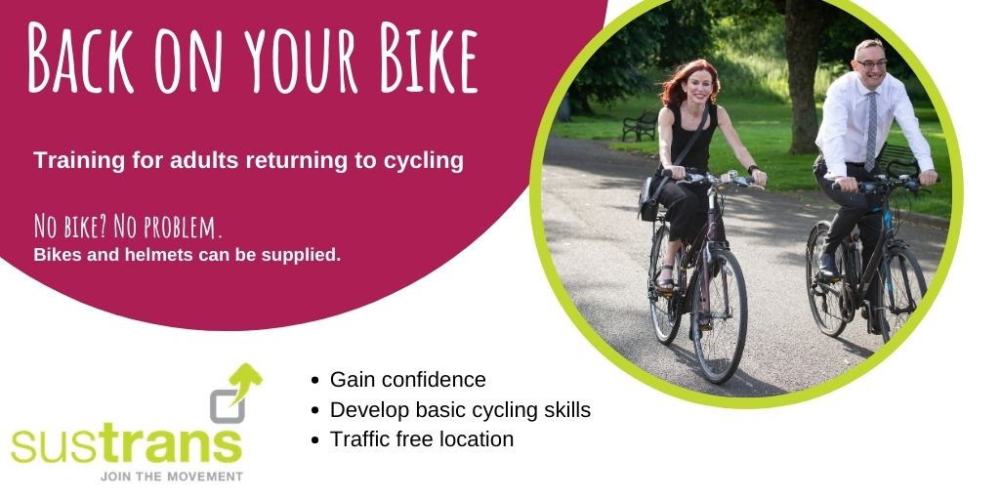 Back on your Bike
Training for adults returning to cycling
No bike? No problem.
Bikes and helmets can be supplied.
• Gain confidence
• Develop basic cycling skills
• Traffic free location
sustrans
JOIN THE MOVEMENT